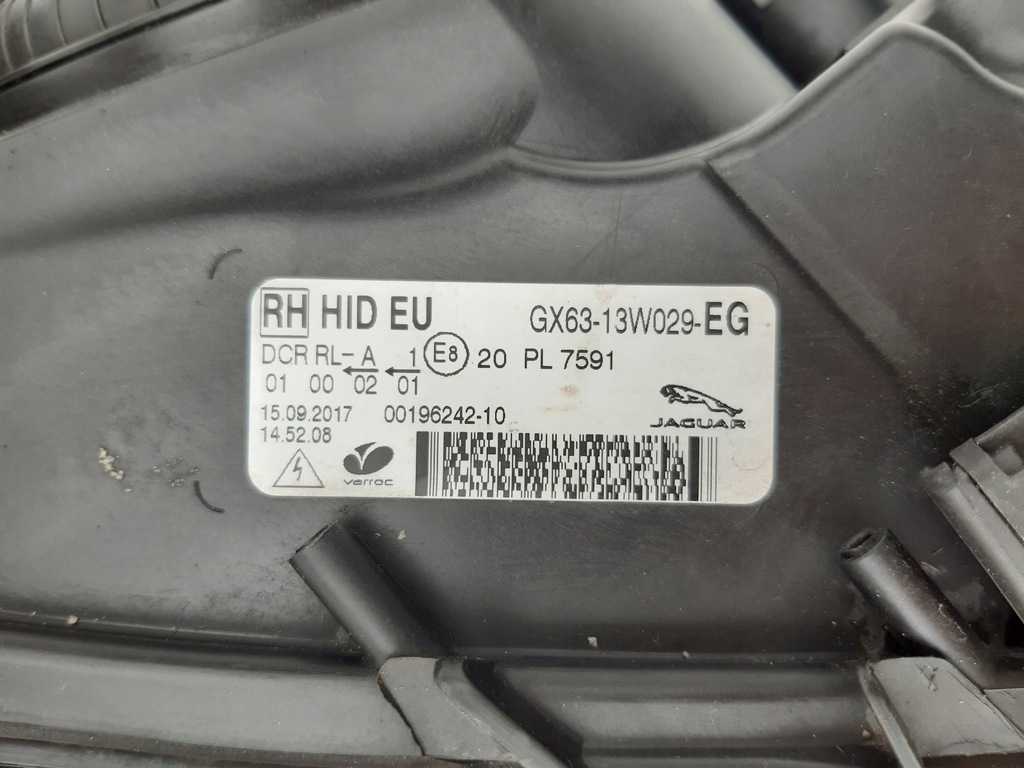 RH HID EU GX63-13W029-EG
DCR RL- A 1 E8 20 PL 7591
01 00 02 01
15.09.2017 00196242-10
14.52.08
JAGUAR
varroc